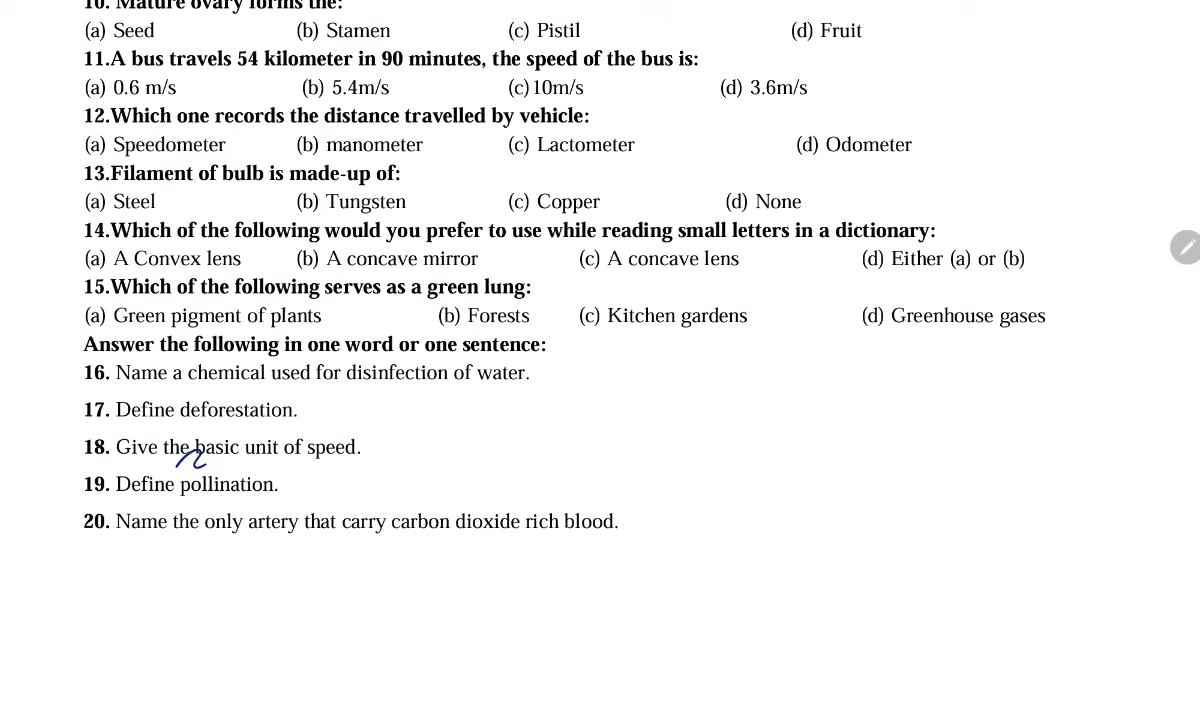 10. Mature ovary forms the:
(a) Seed (b) Stamen (c) Pistil (d) Fruit
11.A bus travels 54 kilometer in 90 minutes, the speed of the bus is:
(a) 0.6 m/s (b) 5.4m/s (c)10m/s (d) 3.6m/s
12.Which one records the distance travelled by vehicle:
(a) Speedometer (b) manometer (c) Lactometer (d) Odometer
13.Filament of bulb is made-up of:
(a) Steel (b) Tungsten (c) Copper (d) None
14.Which of the following would you prefer to use while reading small letters in a dictionary:
(a) A Convex lens (b) A concave mirror (c) A concave lens (d) Either (a) or (b)
15.Which of the following serves as a green lung:
(a) Green pigment of plants (b) Forests (c) Kitchen gardens (d) Greenhouse gases
Answer the following in one word or one sentence:
16. Name a chemical used for disinfection of water.
17. Define deforestation.
18. Give the basic unit of speed.
19. Define pollination.
20. Name the only artery that carry carbon dioxide rich blood.